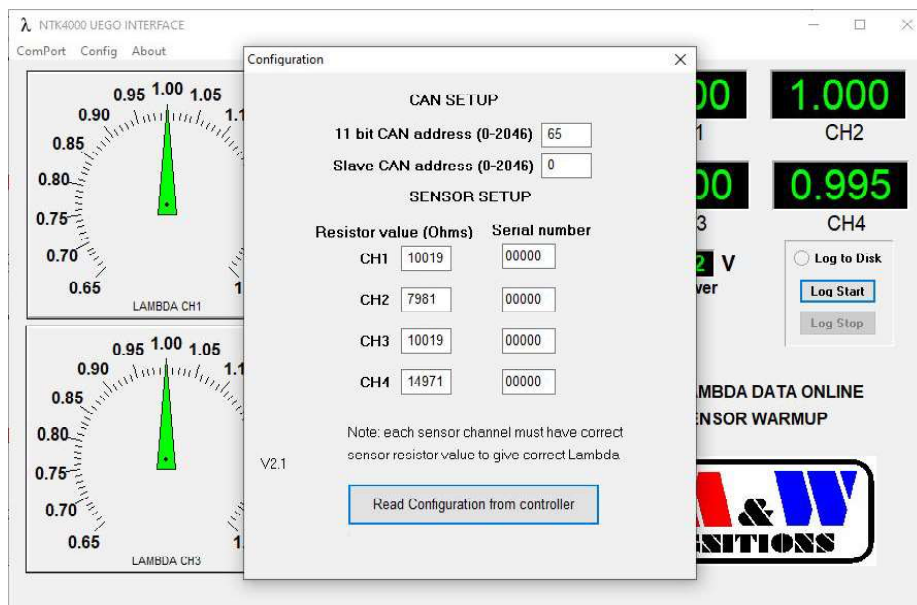 λ NTK4000 UEGO INTERFACE
ComPort Config About
Configuration
CAN SETUP
11 bit CAN address (0-2046) 65
Slave CAN address (0-2046) 0
SENSOR SETUP
Resistor value (Ohms) Serial number
CH1 10019 00000
CH2 7981 00000
CH3 10019 00000
CH4 14971 00000
Note: each sensor channel must have correct
sensor resistor value to give correct Lambda
V2.1
Read Configuration from controller
0.65 0.70 0.75 0.80 0.85 0.90 0.95 1.00 1.05
LAMBDA CH1
0.65 0.70 0.75 0.80 0.85 0.90 0.95 1.00 1.05
LAMBDA CH3
1.000
CH2
0.995
CH4
V
Log to Disk
Log Start
Log Stop
DATA ONLINE
WARMUP
& W